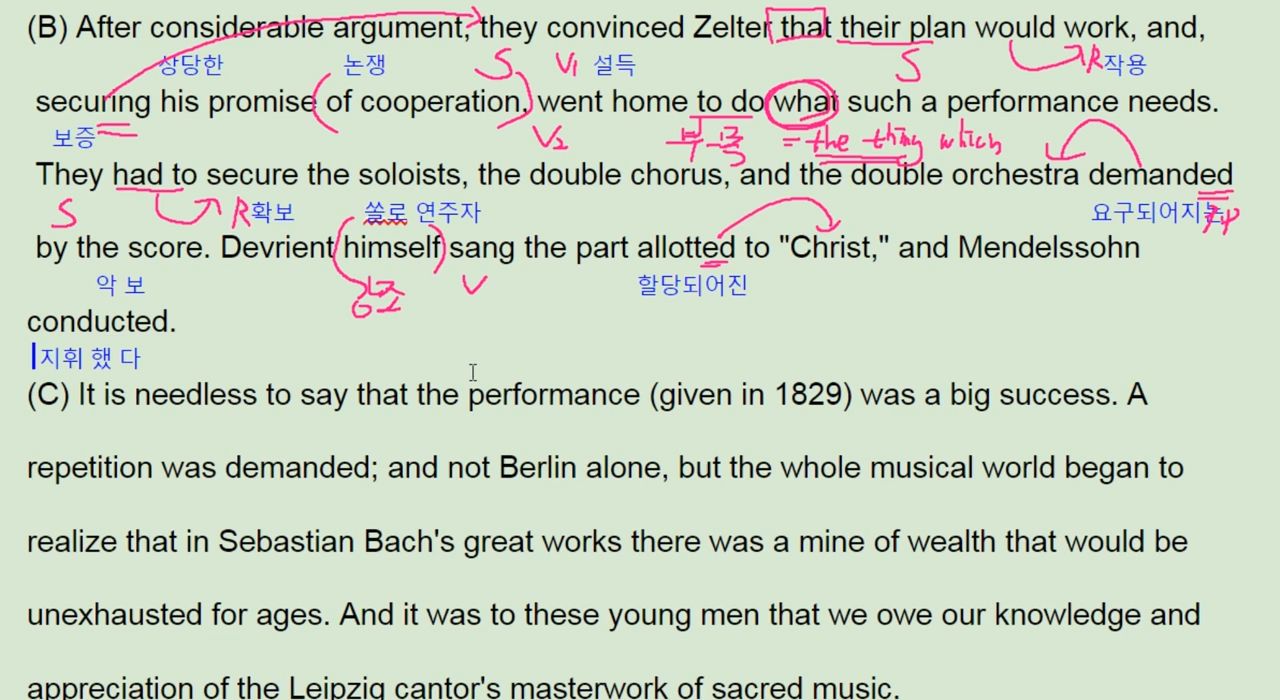 (B) After considerable argument, they convinced Zelter that their plan would work, and,
상당한 논쟁 S V1 설득 S R작용
securing his promise of cooperation, went home to do what such a performance needs.
보증 V2 부목 = the thing which
They had to secure the soloists, the double chorus, and the double orchestra demanded
S R확보 쏠로 연주자 요구되어지는
by the score. Devrient himself sang the part allotted to "Christ," and Mendelssohn
악 보 강조 V 할당되어진
conducted.
지휘 했 다
(C) It is needless to say that the performance (given in 1829) was a big success. A
repetition was demanded; and not Berlin alone, but the whole musical world began to
realize that in Sebastian Bach's great works there was a mine of wealth that would be
unexhausted for ages. And it was to these young men that we owe our knowledge and
appreciation of the Leipzig cantor's masterwork of sacred music.